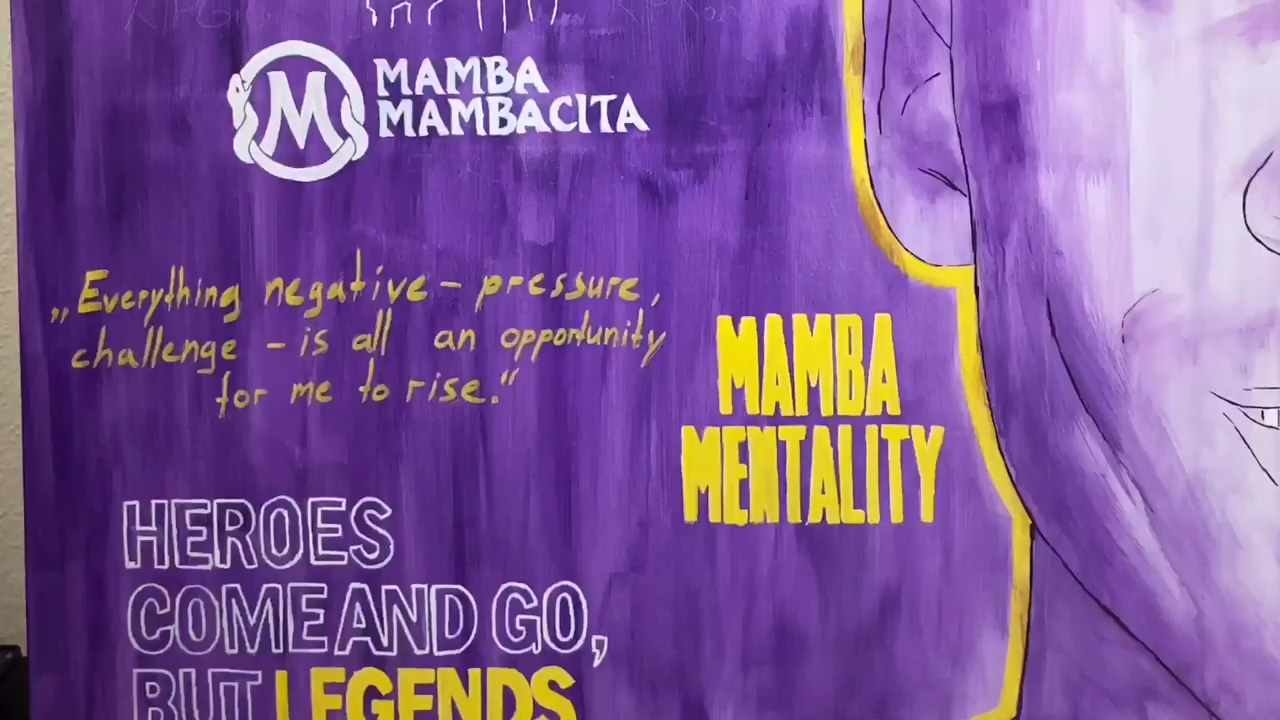 M
MAMBA
MAMBACITA
„Everything negative – pressure,
challenge – is all an opportunity
for me to rise.“
MAMBA
MENTALITY
HEROES
COME AND GO,
BUT LEGENDS